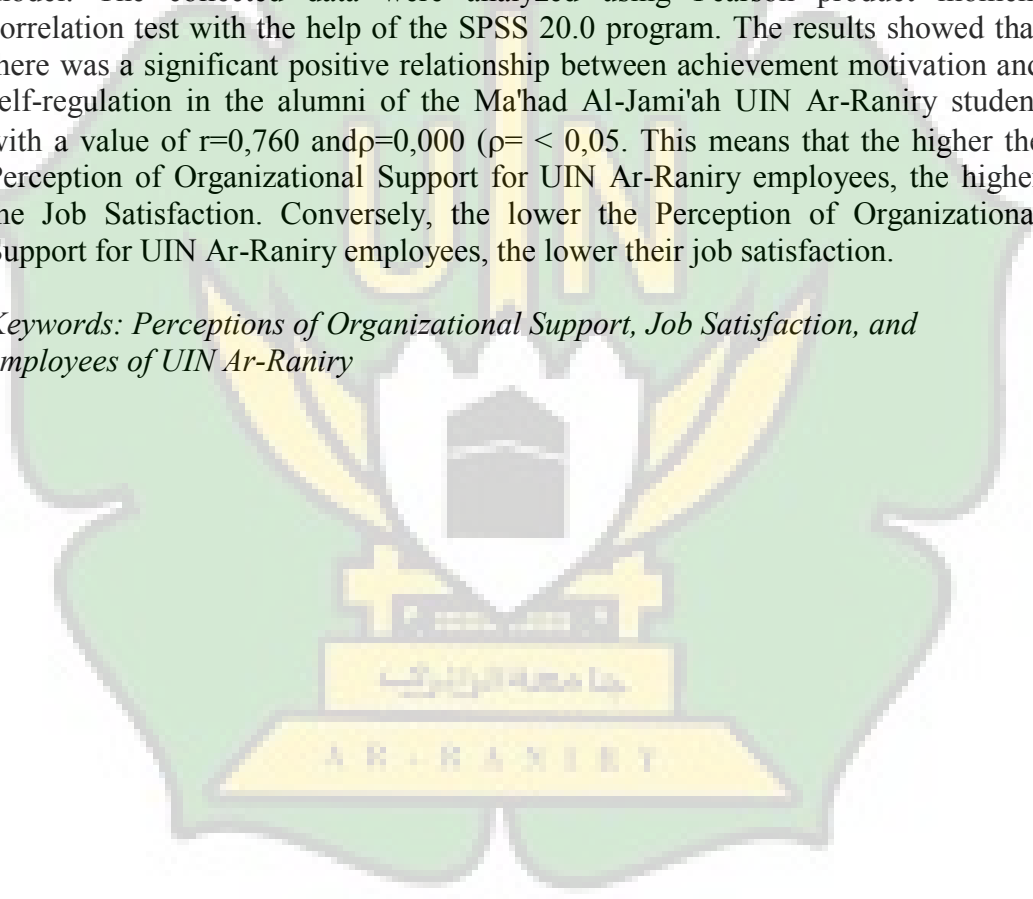 correlation test with the help of the SPSS 20.0 program. The results showed that
there was a significant positive relationship between achievement motivation and
self-regulation in the alumni of the Ma'had Al-Jami'ah UIN Ar-Raniry student
with a value of r=0,760 andρ=0,000 (ρ= < 0,05. This means that the higher the
Perception of Organizational Support for UIN Ar-Raniry employees, the higher
the Job Satisfaction. Conversely, the lower the Perception of Organizational
Support for UIN Ar-Raniry employees, the lower their job satisfaction.
Keywords: Perceptions of Organizational Support, Job Satisfaction, and
Employees of UIN Ar-Raniry
UIN
جامعة الرانيري
AR-RANIRY